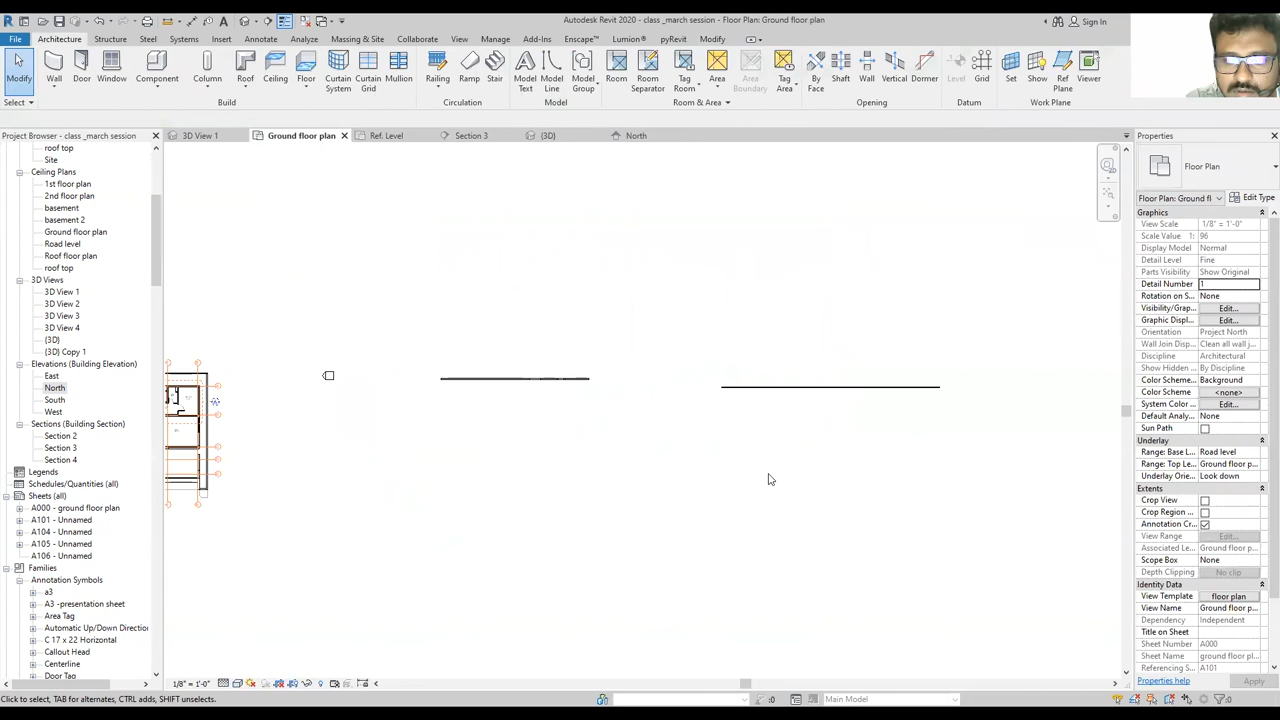 Autodesk Revit 2020 - class _march session - Floor Plan: Ground floor plan
Sign In
File Architecture Structure Steel Systems Insert Annotate Analyze Massing & Site Collaborate View Manage Add-Ins Enscape™ Lumion® pyRevit Modify
Modify Wall Door Window Component Column Roof Ceiling Floor Curtain System Curtain Grid Mullion Railing Ramp Stair Model Text Model Line Model Group Room Room Separator Tag Room Area Area Boundary Tag Area By Face Shaft Wall Vertical Dormer Level Grid Set Show Ref Plane Viewer
Select Build Circulation Model Room & Area Opening Datum Work Plane
Project Browser - class _march session
3D View 1 Ground floor plan Ref. Level Section 3 {3D} North
Properties
roof top
Site
Ceiling Plans
1st floor plan
2nd floor plan
basement
basement 2
Ground floor plan
Road level
Roof floor plan
roof top
3D Views
3D View 1
3D View 2
3D View 3
3D View 4
{3D}
{3D} Copy 1
Elevations (Building Elevation)
East
North
South
West
Sections (Building Section)
Section 2
Section 3
Section 4
Legends
Schedules/Quantities (all)
Sheets (all)
A000 - ground floor plan
A101 - Unnamed
A104 - Unnamed
A105 - Unnamed
A106 - Unnamed
Families
Annotation Symbols
a3
A3 -presentation sheet
Area Tag
Automatic Up/Down Directio
C 17 x 22 Horizontal
Callout Head
Centerline
Door Tag
Floor Plan
Floor Plan: Ground fl Edit Type
Graphics
View Scale 1/8" = 1'-0"
Scale Value 1: 96
Display Model Normal
Detail Level Fine
Parts Visibility Show Original
Detail Number 1
Rotation on S... None
Visibility/Grap... Edit...
Graphic Displ... Edit...
Orientation Project North
Wall Join Disp... Clean all wall j...
Discipline Architectural
Show Hidden ... By Discipline
Color Scheme... Background
Color Scheme <none>
System Color ... Edit...
Default Analy... None
Sun Path
Underlay
Range: Base L... Road level
Range: Top Le... Ground floor p...
Underlay Orie... Look down
Extents
Crop View
Crop Region ...
Annotation Cr...
View Range Edit...
Associated Le... Ground floor p...
Scope Box None
Depth Clipping No clip
Identity Data
View Template floor plan
View Name Ground floor p...
Dependency Independent
Title on Sheet
Sheet Number A000
Sheet Name ground floor pl...
Referencing S... A101
Properties help Apply
1/8" = 1'-0"
Click to select, TAB for alternates, CTRL adds, SHIFT unselects.
:0 Main Model :0